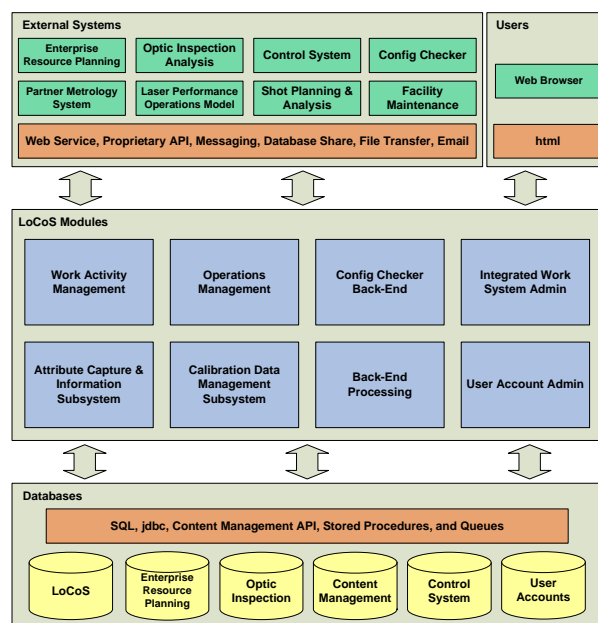 External Systems
Users
Enterprise
Resource Planning
Optic Inspection
Analysis
Control System
Config Checker
Web Browser
Partner Metrology
System
Laser Performance
Operations Model
Shot Planning &
Analysis
Facility
Maintenance
Web Service, Proprietary API, Messaging, Database Share, File Transfer, Email
html
LoCoS Modules
Work Activity
Management
Operations
Management
Config Checker
Back-End
Integrated Work
System Admin
Attribute Capture &
Information
Subsystem
Calibration Data
Management
Subsystem
Back-End
Processing
User Account Admin
Databases
SQL, jdbc, Content Management API, Stored Procedures, and Queues
LoCoS
Enterprise
Resource
Planning
Optic
Inspection
Content
Management
Control
System
User
Accounts